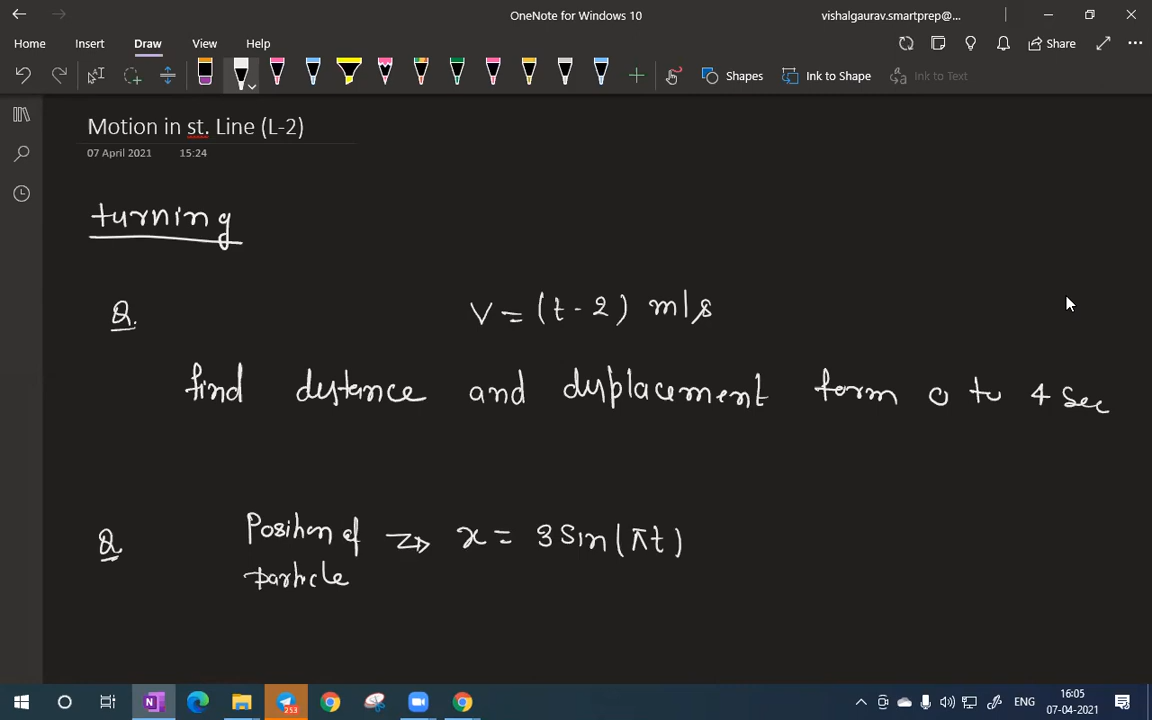 OneNote for Windows 10
vishalgaurav.smartprep@...
Home Insert Draw View Help
Share
Shapes Ink to Shape Ink to Text
Motion in st. Line (L-2)
07 April 2021 15:24
turning
Q. V = (t - 2) m/s
find distance and displacement form 0 to 4 sec
Q Position of particle → x = 3 Sin(πt)
253
ENG
16:05
07-04-2021